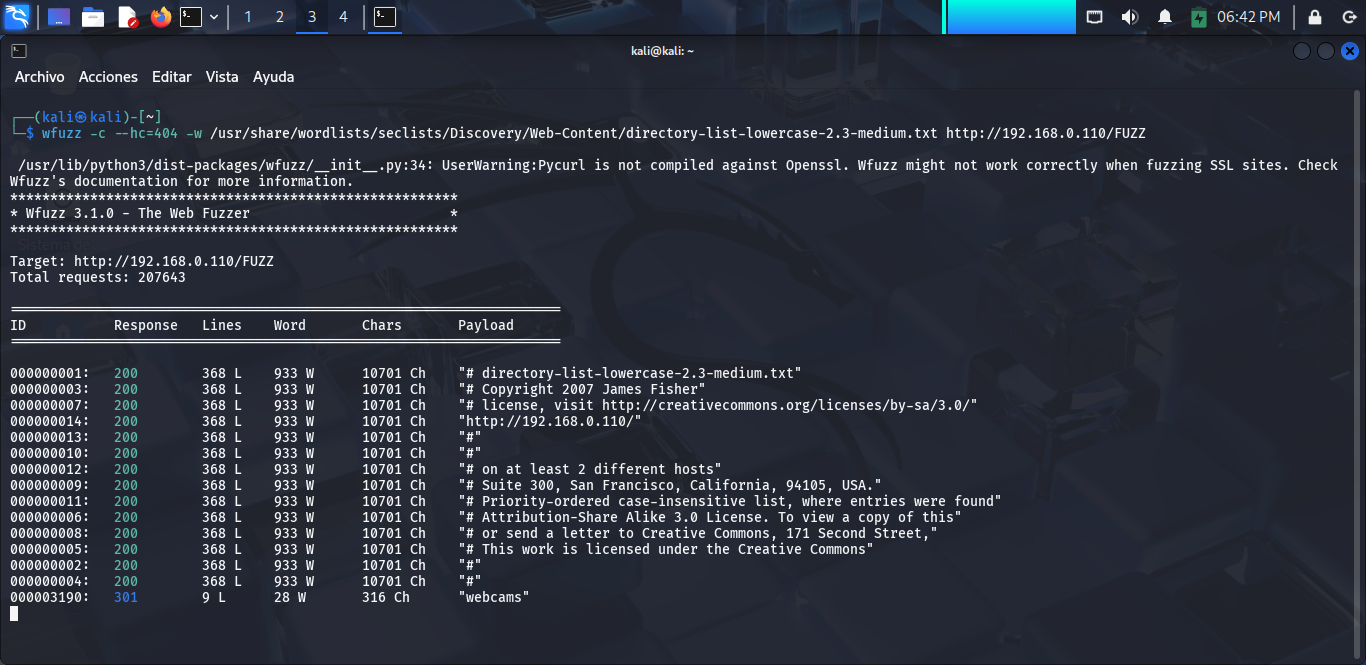 1 2 3 4 06:42 PM
kali@kali: ~
Archivo Acciones Editar Vista Ayuda
┌──(kali㉿kali)-[~]
└─$ wfuzz -c --hc=404 -w /usr/share/wordlists/seclists/Discovery/Web-Content/directory-list-lowercase-2.3-medium.txt http://192.168.0.110/FUZZ
/usr/lib/python3/dist-packages/wfuzz/__init__.py:34: UserWarning:Pycurl is not compiled against Openssl. Wfuzz might not work correctly when fuzzing SSL sites. Check
Wfuzz's documentation for more information.
********************************************************
* Wfuzz 3.1.0 - The Web Fuzzer                         *
********************************************************
Target: http://192.168.0.110/FUZZ
Total requests: 207643
=====================================================================
ID           Response   Lines    Word       Chars       Payload
=====================================================================
000000001:   200        368 L    933 W      10701 Ch    "# directory-list-lowercase-2.3-medium.txt"
000000003:   200        368 L    933 W      10701 Ch    "# Copyright 2007 James Fisher"
000000007:   200        368 L    933 W      10701 Ch    "# license, visit http://creativecommons.org/licenses/by-sa/3.0/"
000000014:   200        368 L    933 W      10701 Ch    "http://192.168.0.110/"
000000013:   200        368 L    933 W      10701 Ch    "#"
000000010:   200        368 L    933 W      10701 Ch    "#"
000000012:   200        368 L    933 W      10701 Ch    "# on at least 2 different hosts"
000000009:   200        368 L    933 W      10701 Ch    "# Suite 300, San Francisco, California, 94105, USA."
000000011:   200        368 L    933 W      10701 Ch    "# Priority-ordered case-insensitive list, where entries were found"
000000006:   200        368 L    933 W      10701 Ch    "# Attribution-Share Alike 3.0 License. To view a copy of this"
000000008:   200        368 L    933 W      10701 Ch    "# or send a letter to Creative Commons, 171 Second Street,"
000000005:   200        368 L    933 W      10701 Ch    "# This work is licensed under the Creative Commons"
000000002:   200        368 L    933 W      10701 Ch    "#"
000000004:   200        368 L    933 W      10701 Ch    "#"
000003190:   301        9 L      28 W       316 Ch      "webcams"